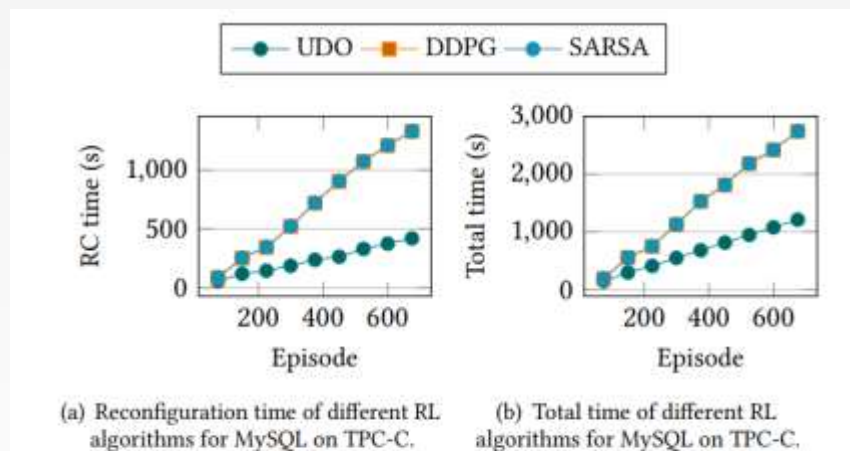 UDO DDPG SARSA
1,000
500
0
RC time (s)
200 400 600
Episode
3,000
2,000
1,000
0
Total time (s)
200 400 600
Episode
(a) Reconfiguration time of different RL
algorithms for MySQL on TPC-C.
(b) Total time of different RL
algorithms for MySQL on TPC-C.